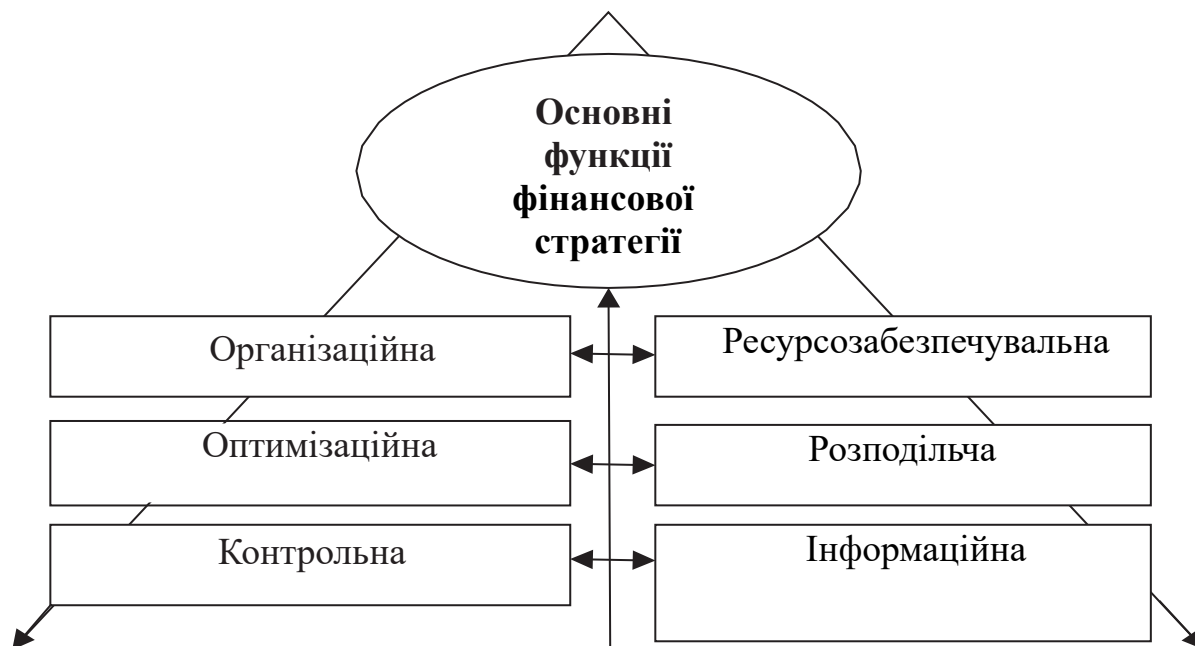 Основні
функції
фінансової
стратегії
Організаційна
Ресурсозабезпечувальна
Оптимізаційна
Розподільча
Контрольна
Інформаційна